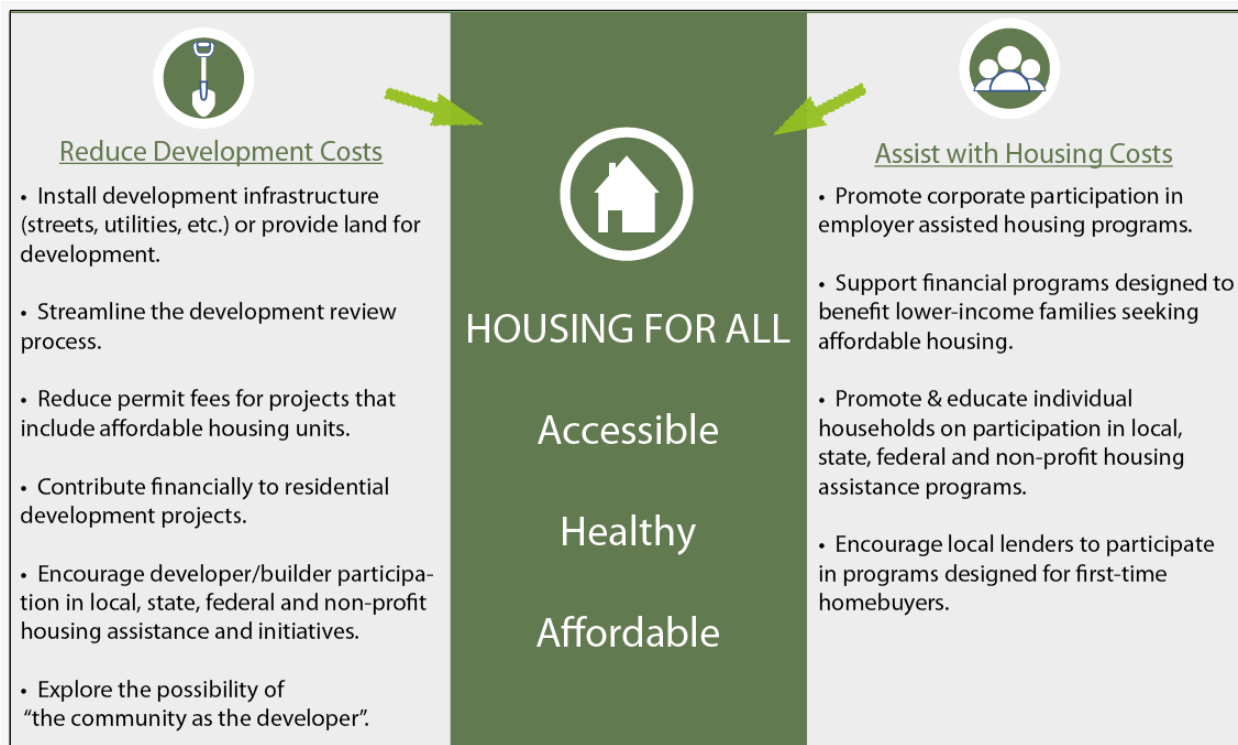 Reduce Development Costs
• Install development infrastructure
(streets, utilities, etc.) or provide land for
development.
• Streamline the development review
process.
• Reduce permit fees for projects that
include affordable housing units.
• Contribute financially to residential
development projects.
• Encourage developer/builder participa-
tion in local, state, federal and non-profit
housing assistance and initiatives.
• Explore the possibility of
“the community as the developer”.
HOUSING FOR ALL
Accessible
Healthy
Affordable
Assist with Housing Costs
• Promote corporate participation in
employer assisted housing programs.
• Support financial programs designed to
benefit lower-income families seeking
affordable housing.
• Promote & educate individual
households on participation in local,
state, federal and non-profit housing
assistance programs.
• Encourage local lenders to participate
in programs designed for first-time
homebuyers.